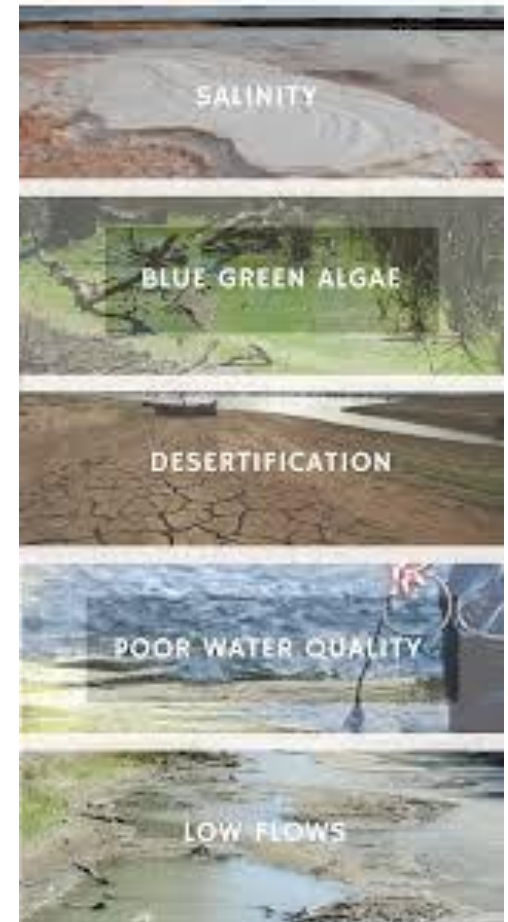 SALINITY
BLUE GREEN ALGAE
DESERTIFICATION
POOR WATER QUALITY
LOW FLOWS